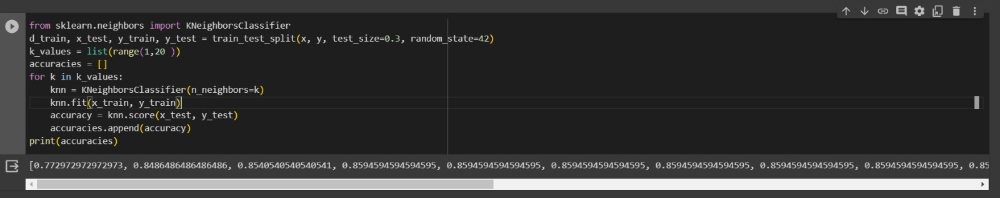 from sklearn.neighbors import KNeighborsClassifier
d_train, x_test, y_train, y_test = train_test_split(x, y, test_size=0.3, random_state=42)
k_values = list(range(1,20 ))
accuracies = []
for k in k_values:
    knn = KNeighborsClassifier(n_neighbors=k)
    knn.fit(x_train, y_train)
    accuracy = knn.score(x_test, y_test)
    accuracies.append(accuracy)
print(accuracies)
[0.772972972972973, 0.8486486486486486, 0.8540540540540541, 0.8594594594594595, 0.8594594594594595, 0.8594594594594595, 0.8594594594594595, 0.8594594594594595, 0.8594594594594595, 0.85